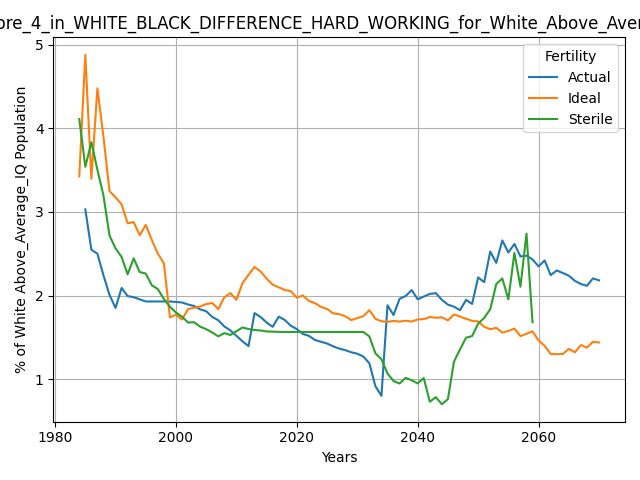 ore_4_in_WHITE_BLACK_DIFFERENCE_HARD_WORKING_for_White_Above_Aver
Fertility
Actual
Ideal
Sterile
% of White Above_Average_IQ Population
5
4
3
2
1
1980
2000
2020
2040
2060
Years